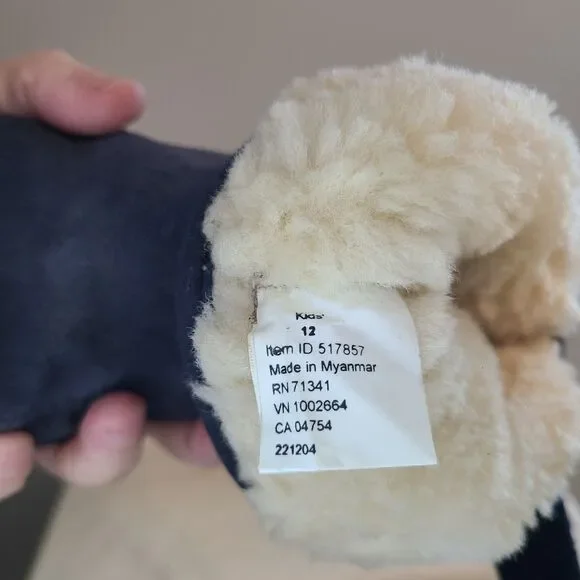 Kids'
12
Item ID 517857
Made in Myanmar
RN 71341
VN 1002664
CA 04754
221204